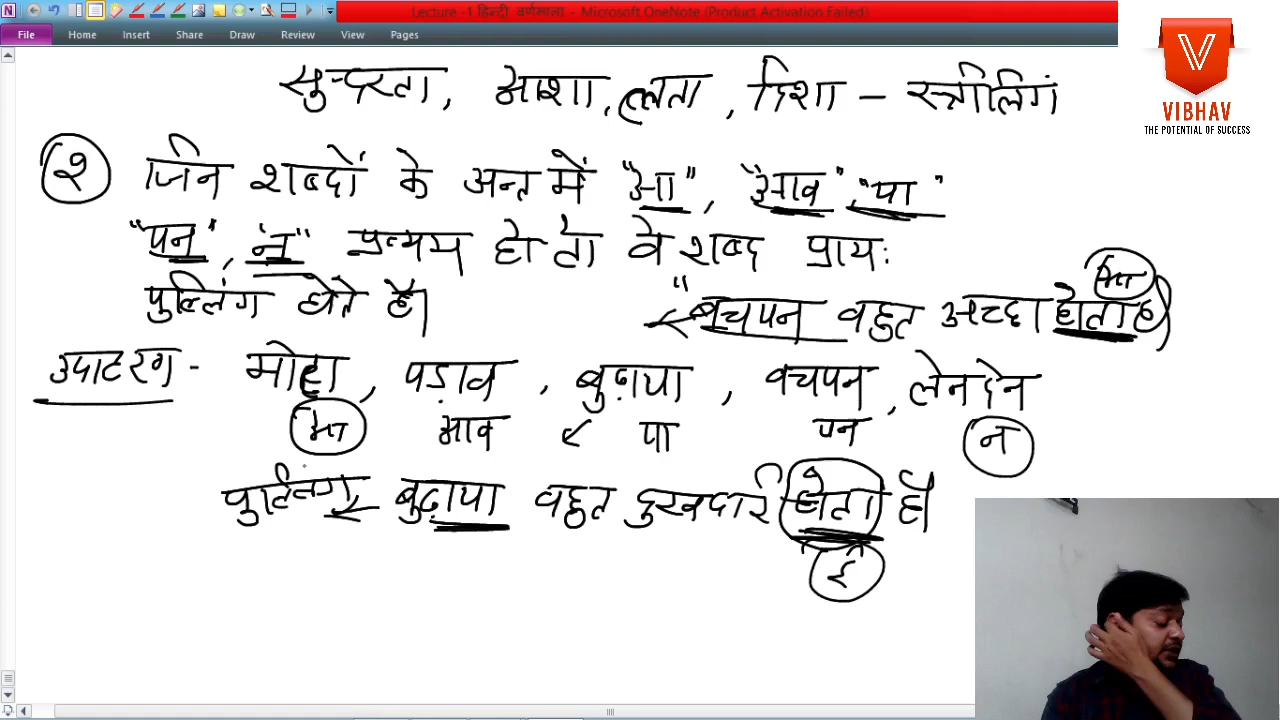 Lecture -1 हिन्दी वर्णमाला - Microsoft OneNote (Product Activation Failed)
File Home Insert Share Draw Review View Pages
VIBHAV
THE POTENTIAL OF SUCCESS
सुन्दरता, आशा, लता, दिशा – स्त्रीलिंग
२ जिन शब्दों के अन्त में "आ", "आव", "पा"
"पन", "न" प्रत्यय हो तो वे शब्द प्राय:
पुल्लिंग होते है।
"बचपन बहुत अच्छा होता है
उदाहरण - मोटा, पड़ाव, बुढ़ापा, बचपन, लेनदेन
आ आव पा पन न
पुल्लिंग बुढ़ापा बहुत दुखदाई होता है
ई